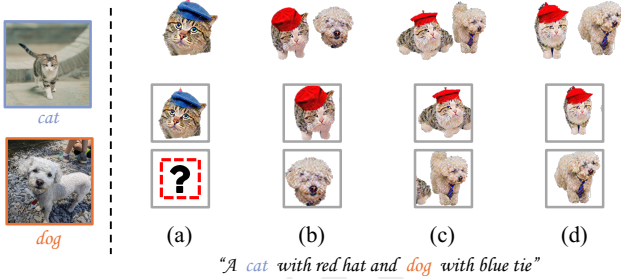 cat
dog
?
(a) (b) (c) (d)
"A cat with red hat and dog with blue tie"